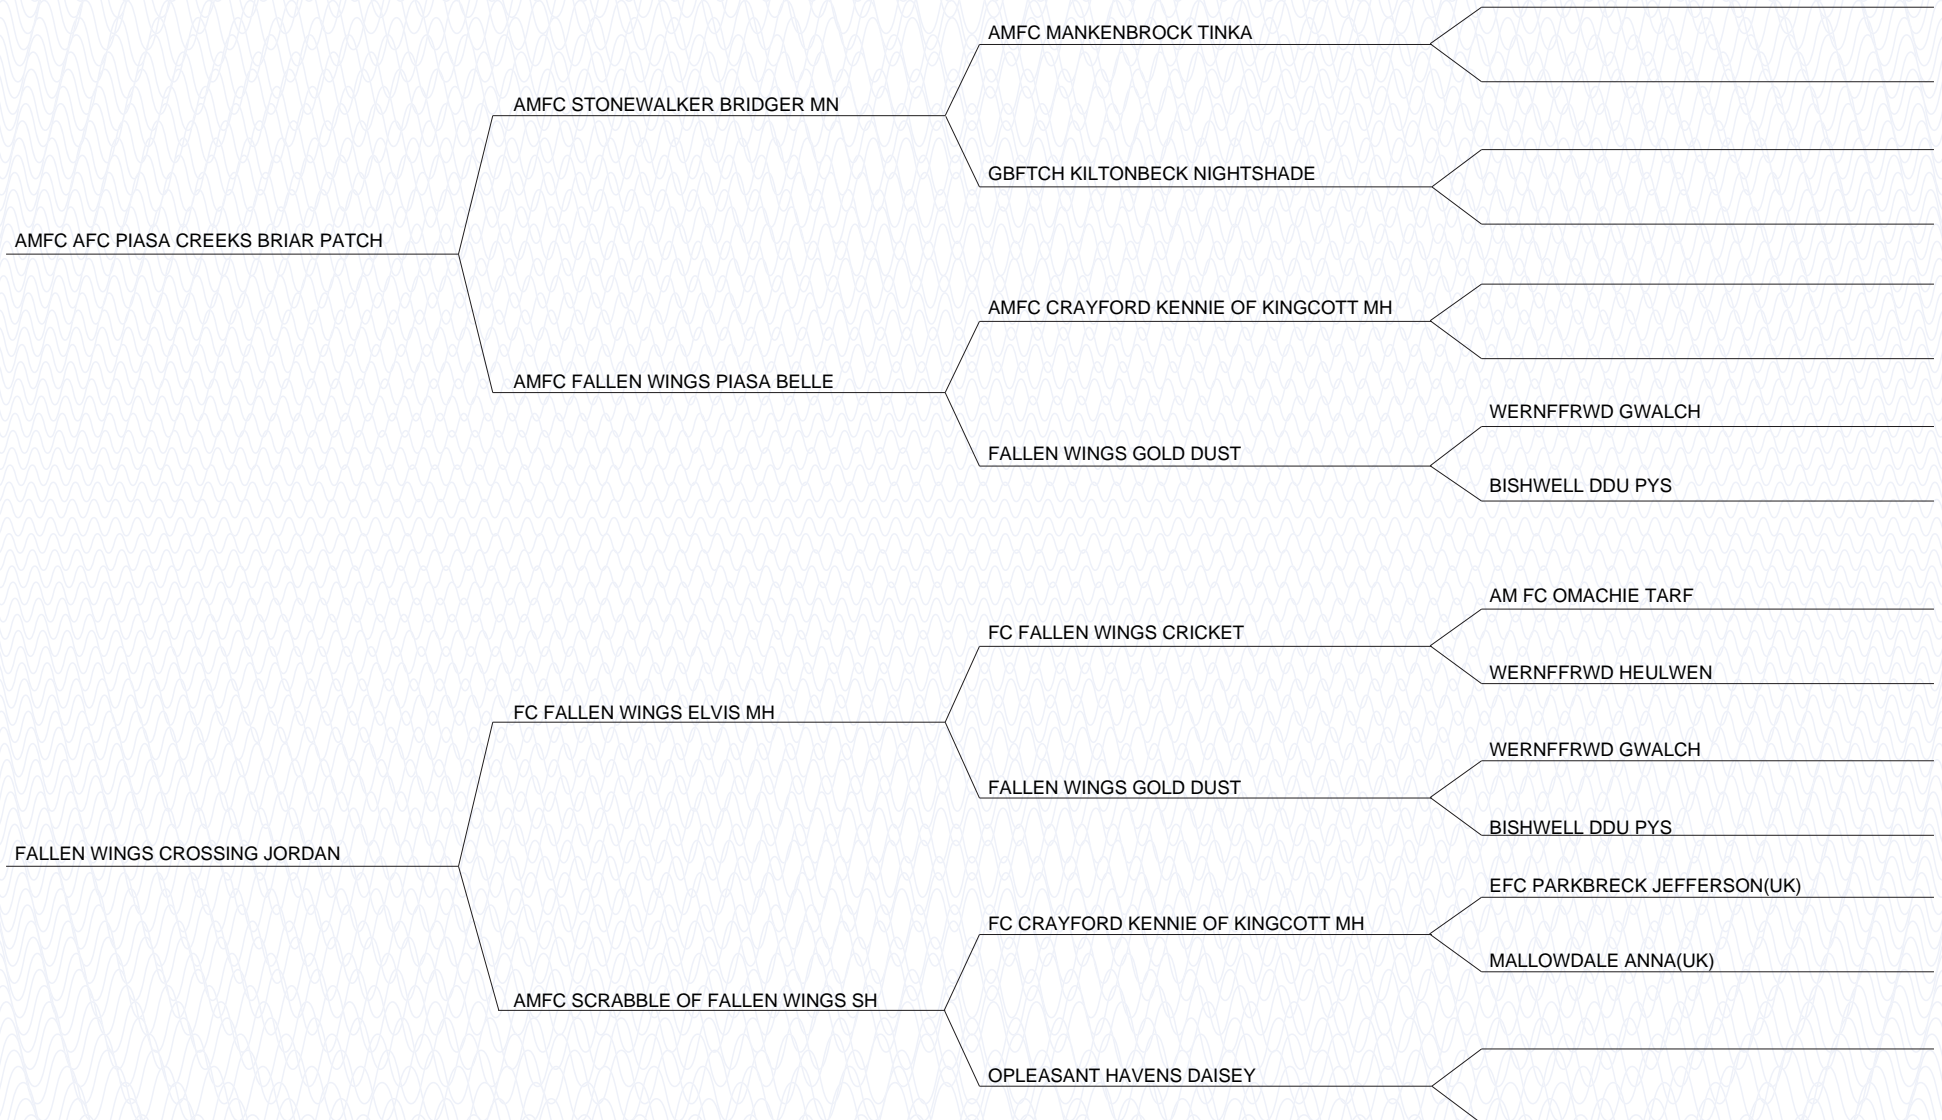 AMFC MANKENBROCK TINKA
AMFC STONEWALKER BRIDGER MN
GBFTCH KILTONBECK NIGHTSHADE
AMFC AFC PIASA CREEKS BRIAR PATCH
AMFC CRAYFORD KENNIE OF KINGCOTT MH
AMFC FALLEN WINGS PIASA BELLE
WERNFFRWD GWALCH
FALLEN WINGS GOLD DUST
BISHWELL DDU PYS
AM FC OMACHIE TARF
FC FALLEN WINGS CRICKET
WERNFFRWD HEULWEN
FC FALLEN WINGS ELVIS MH
WERNFFRWD GWALCH
FALLEN WINGS GOLD DUST
BISHWELL DDU PYS
FALLEN WINGS CROSSING JORDAN
EFC PARKBRECK JEFFERSON(UK)
FC CRAYFORD KENNIE OF KINGCOTT MH
MALLOWDALE ANNA(UK)
AMFC SCRABBLE OF FALLEN WINGS SH
OPLEASANT HAVENS DAISEY